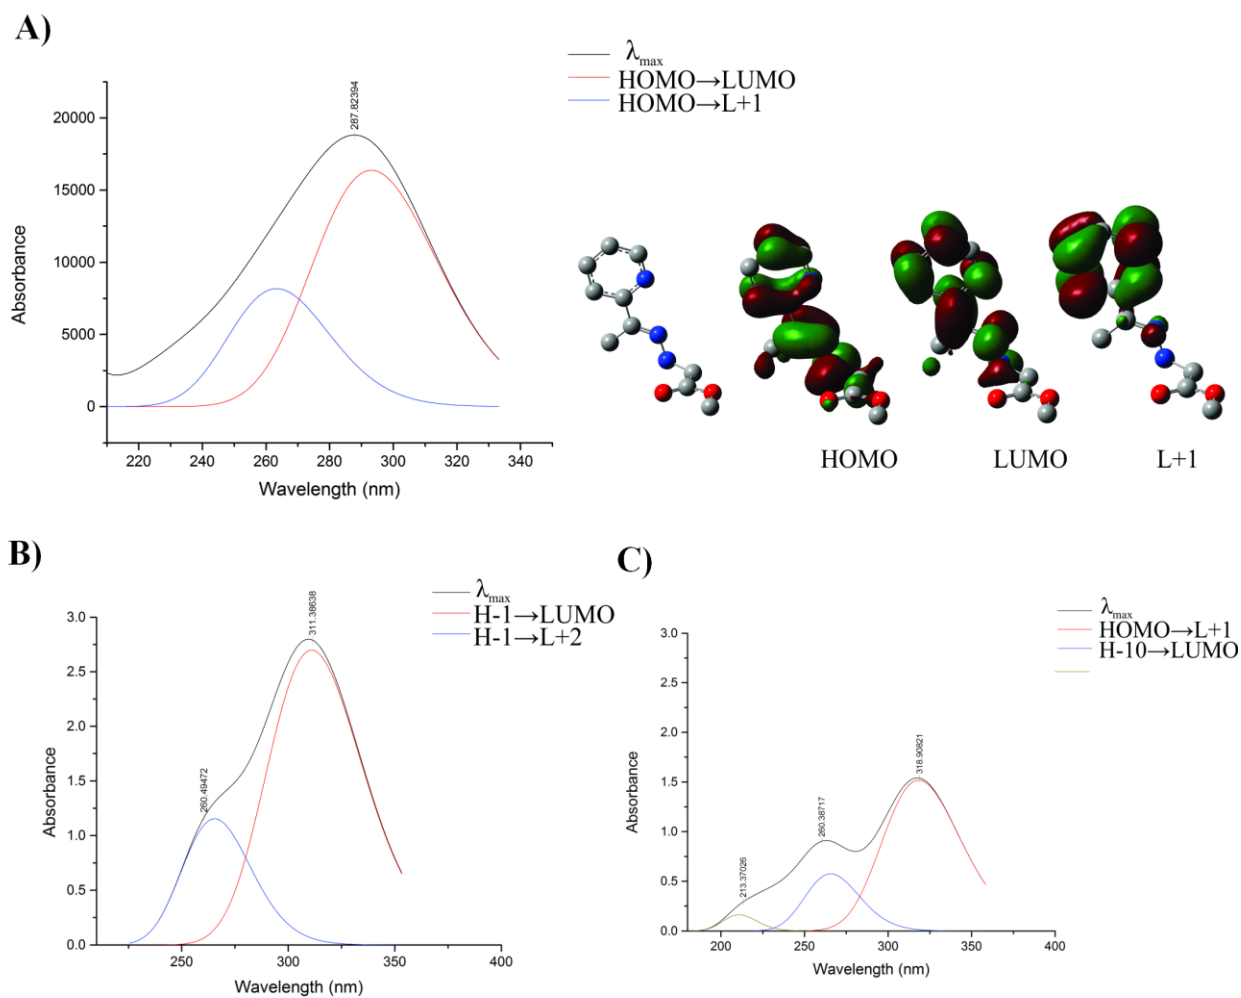 A)
λmax
HOMO→LUMO
HOMO→L+1
287.82394
20000
15000
10000
5000
0
Absorbance
220 240 260 280 300 320 340
Wavelength (nm)
HOMO LUMO L+1
B)
λmax
H-1→LUMO
H-1→L+2
311.38638
260.49472
3.0
2.5
2.0
1.5
1.0
0.5
0.0
Absorbance
250 300 350 400
Wavelength (nm)
C)
λmax
HOMO→L+1
H-10→LUMO
318.90821
260.38717
213.37026
3.0
2.5
2.0
1.5
1.0
0.5
0.0
Absorbance
200 250 300 350 400
Wavelength (nm)